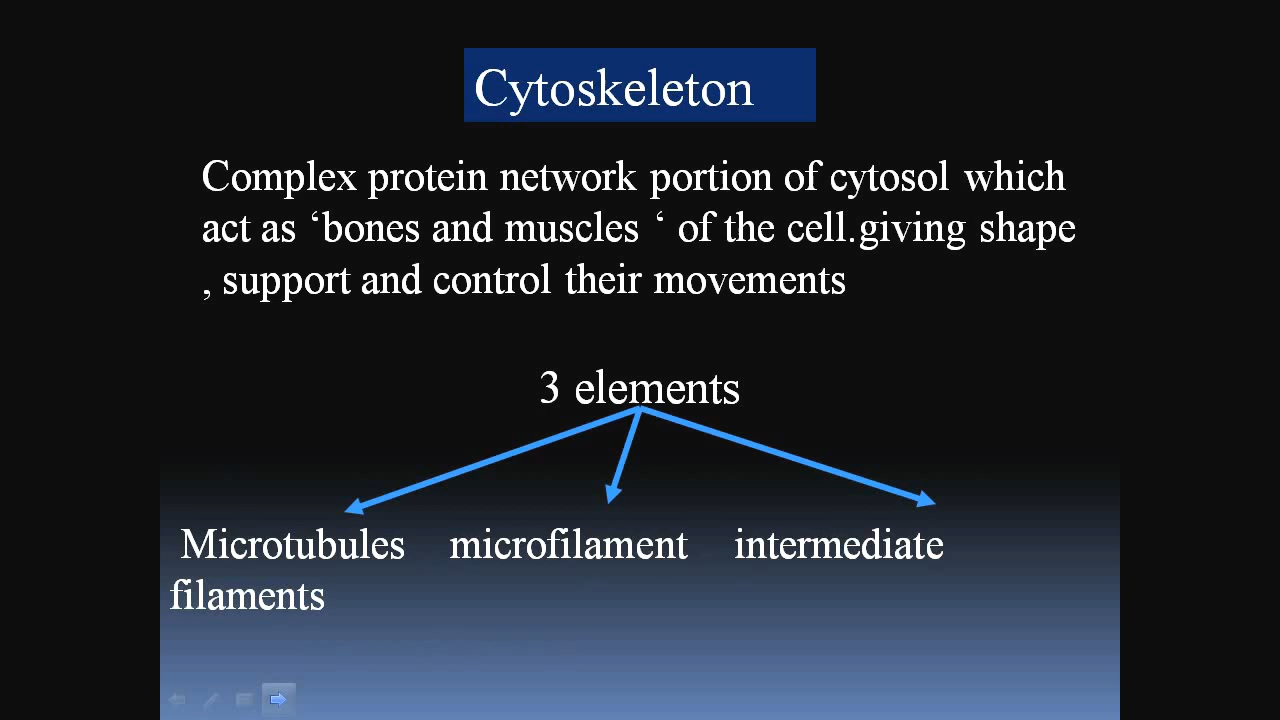 Cytoskeleton
Complex protein network portion of cytosol which
act as ‘bones and muscles ‘ of the cell.giving shape
, support and control their movements
3 elements
Microtubules microfilament intermediate
filaments